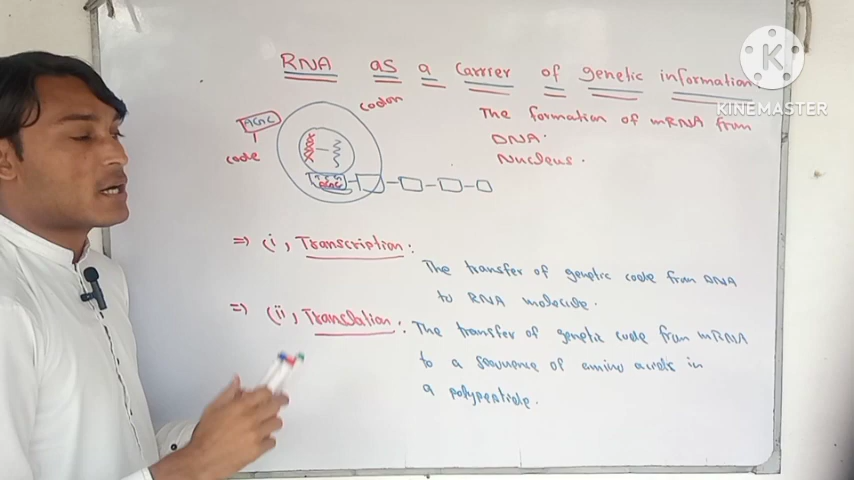 RNA as a Carrier of genetic information.
KINEMASTER
codon
The formation of mRNA from
DNA.
Nucleus.
code
=> (i, Transcription:
The transfer of genetic code from DNA
to RNA molecule.
=> (ii, Translation:
The transfer of genetic code from mRNA
to a sequence of amino acids in
a polypeptide.